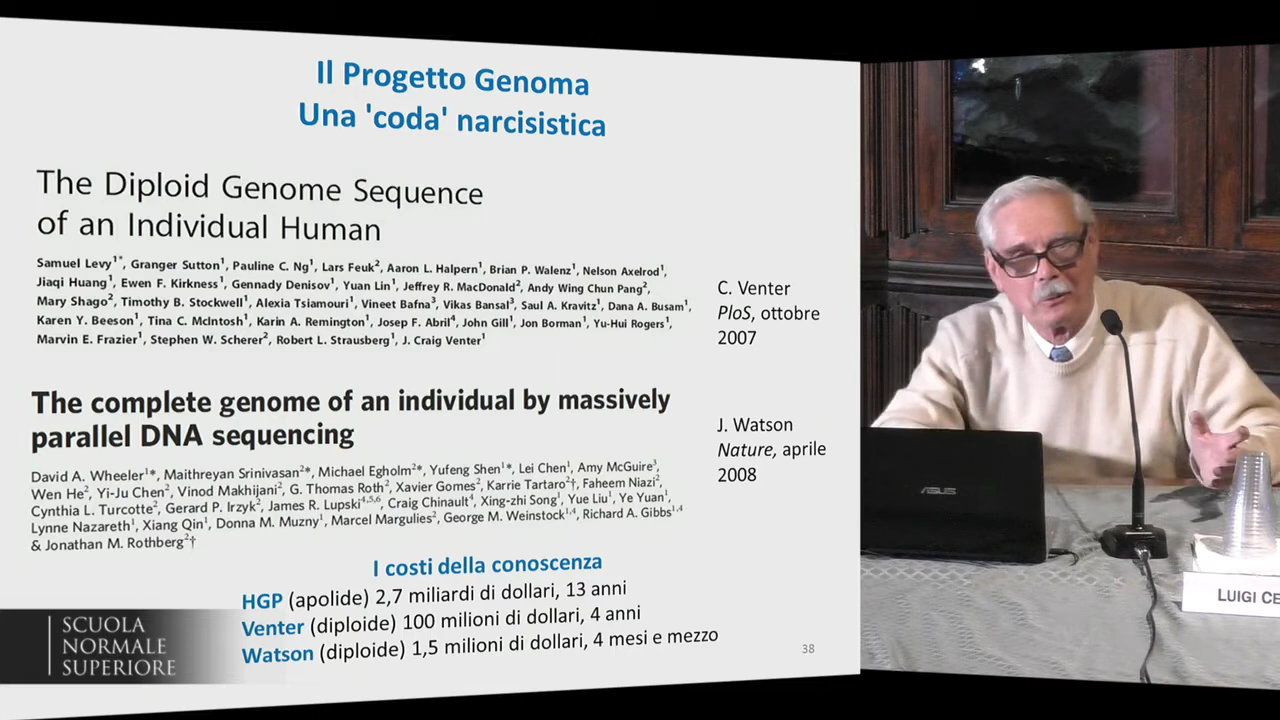 Il Progetto Genoma
Una 'coda' narcisistica
The Diploid Genome Sequence
of an Individual Human
Samuel Levy¹*, Granger Sutton¹, Pauline C. Ng¹, Lars Feuk², Aaron L. Halpern¹, Brian P. Walenz¹, Nelson Axelrod¹,
Jiaqi Huang¹, Ewen F. Kirkness¹, Gennady Denisov¹, Yuan Lin¹, Jeffrey R. MacDonald², Andy Wing Chun Pang²,
Mary Shago², Timothy B. Stockwell¹, Alexia Tsiamouri¹, Vineet Bafna³, Vikas Bansal³, Saul A. Kravitz¹, Dana A. Busam¹,
Karen Y. Beeson¹, Tina C. McIntosh¹, Karin A. Remington¹, Josep F. Abril⁴, John Gill¹, Jon Borman¹, Yu-Hui Rogers¹,
Marvin E. Frazier¹, Stephen W. Scherer², Robert L. Strausberg¹, J. Craig Venter¹
C. Venter
PloS, ottobre
2007
The complete genome of an individual by massively
parallel DNA sequencing
David A. Wheeler¹*, Maithreyan Srinivasan²*, Michael Egholm²*, Yufeng Shen¹*, Lei Chen¹, Amy McGuire³,
Wen He², Yi-Ju Chen², Vinod Makhijani², G. Thomas Roth², Xavier Gomes², Karrie Tartaro²†, Faheem Niazi²,
Cynthia L. Turcotte², Gerard P. Irzyk², James R. Lupski⁴,⁵,⁶, Craig Chinault⁴, Xing-zhi Song¹, Yue Liu¹, Ye Yuan¹,
Lynne Nazareth¹, Xiang Qin¹, Donna M. Muzny¹, Marcel Margulies², George M. Weinstock¹,⁴, Richard A. Gibbs¹,⁴
& Jonathan M. Rothberg²†
J. Watson
Nature, aprile
2008
I costi della conoscenza
HGP (apolide) 2,7 miliardi di dollari, 13 anni
Venter (diploide) 100 milioni di dollari, 4 anni
Watson (diploide) 1,5 milioni di dollari, 4 mesi e mezzo
38
SCUOLA
NORMALE
SUPERIORE
ASUS
LUIGI CE